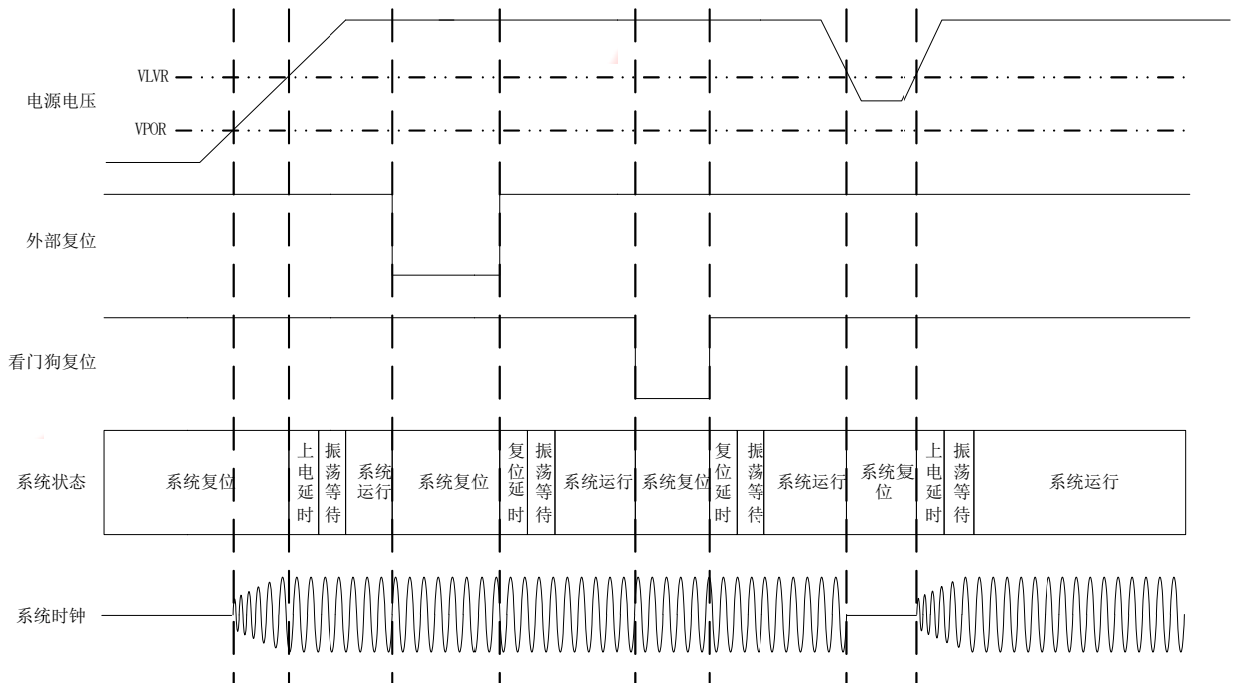 VLVR
电源电压
VPOR
外部复位
看门狗复位
系统状态
系统复位
上电延时
振荡等待
系统
运行
系统复位
复位延时
振荡等待
系统运行
系统复位
复位延时
振荡等待
系统运行
系统复
位
上电延时
振荡等待
系统运行
系统时钟